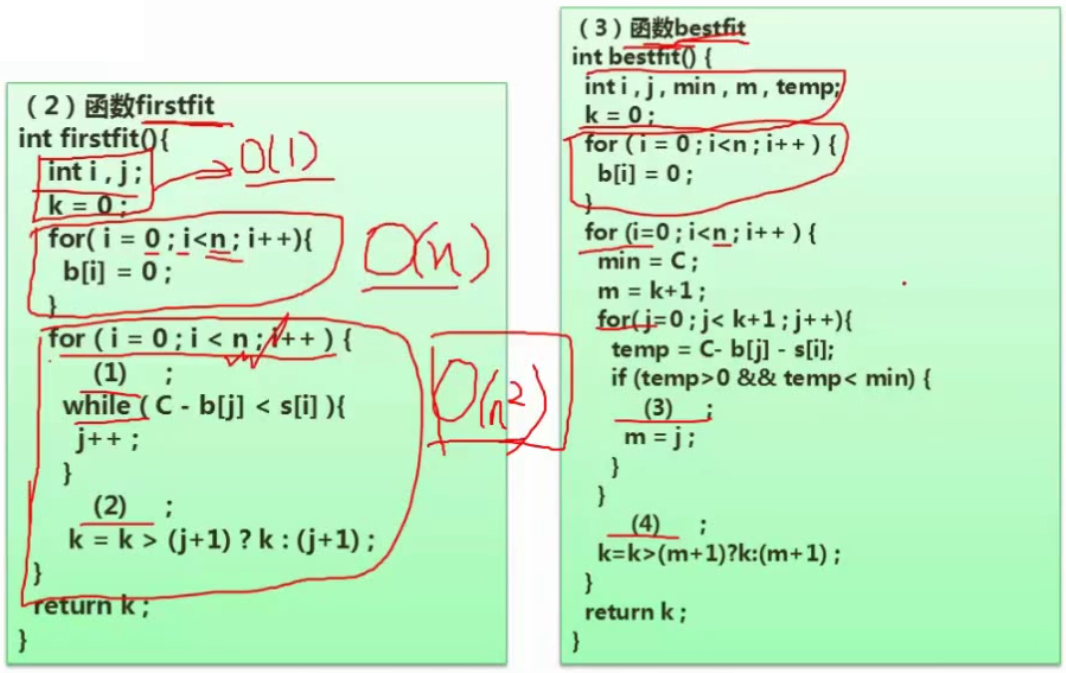 （2）函数firstfit
int firstfit(){
int i , j ;
k = 0 ;
for( i = 0 ; i<n ; i++){
b[i] = 0 ;
}
for ( i = 0 ; i < n ; i++ ) {
(1) ;
while ( C - b[j] < s[i] ){
j++ ;
}
(2) ;
k = k > (j+1) ? k : (j+1) ;
}
return k ;
}
O(1)
O(n)
O(n²)
（3）函数bestfit
int bestfit() {
int i , j , min , m , temp;
k = 0 ;
for ( i = 0 ; i<n ; i++ ) {
b[i] = 0 ;
}
for (i=0 ; i<n ; i++ ) {
min = C ;
m = k+1 ;
for( j=0 ; j< k+1 ; j++){
temp = C- b[j] - s[i];
if (temp>0 && temp< min) {
(3) ;
m = j ;
}
}
(4) ;
k=k>(m+1)?k:(m+1) ;
}
return k ;
}